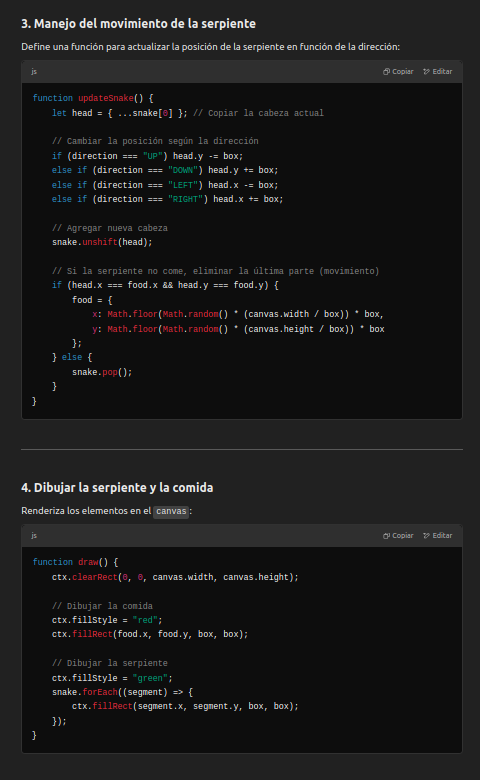 3. Manejo del movimiento de la serpiente
Define una función para actualizar la posición de la serpiente en función de la dirección:
js
Copiar
Editar
function updateSnake() {
    let head = { ...snake[0] }; // Copiar la cabeza actual

    // Cambiar la posición según la dirección
    if (direction === "UP") head.y -= box;
    else if (direction === "DOWN") head.y += box;
    else if (direction === "LEFT") head.x -= box;
    else if (direction === "RIGHT") head.x += box;

    // Agregar nueva cabeza
    snake.unshift(head);

    // Si la serpiente no come, eliminar la última parte (movimiento)
    if (head.x === food.x && head.y === food.y) {
        food = {
            x: Math.floor(Math.random() * (canvas.width / box)) * box,
            y: Math.floor(Math.random() * (canvas.height / box)) * box
        };
    } else {
        snake.pop();
    }
}
4. Dibujar la serpiente y la comida
Renderiza los elementos en el canvas:
js
Copiar
Editar
function draw() {
    ctx.clearRect(0, 0, canvas.width, canvas.height);

    // Dibujar la comida
    ctx.fillStyle = "red";
    ctx.fillRect(food.x, food.y, box, box);

    // Dibujar la serpiente
    ctx.fillStyle = "green";
    snake.forEach((segment) => {
        ctx.fillRect(segment.x, segment.y, box, box);
    });
}